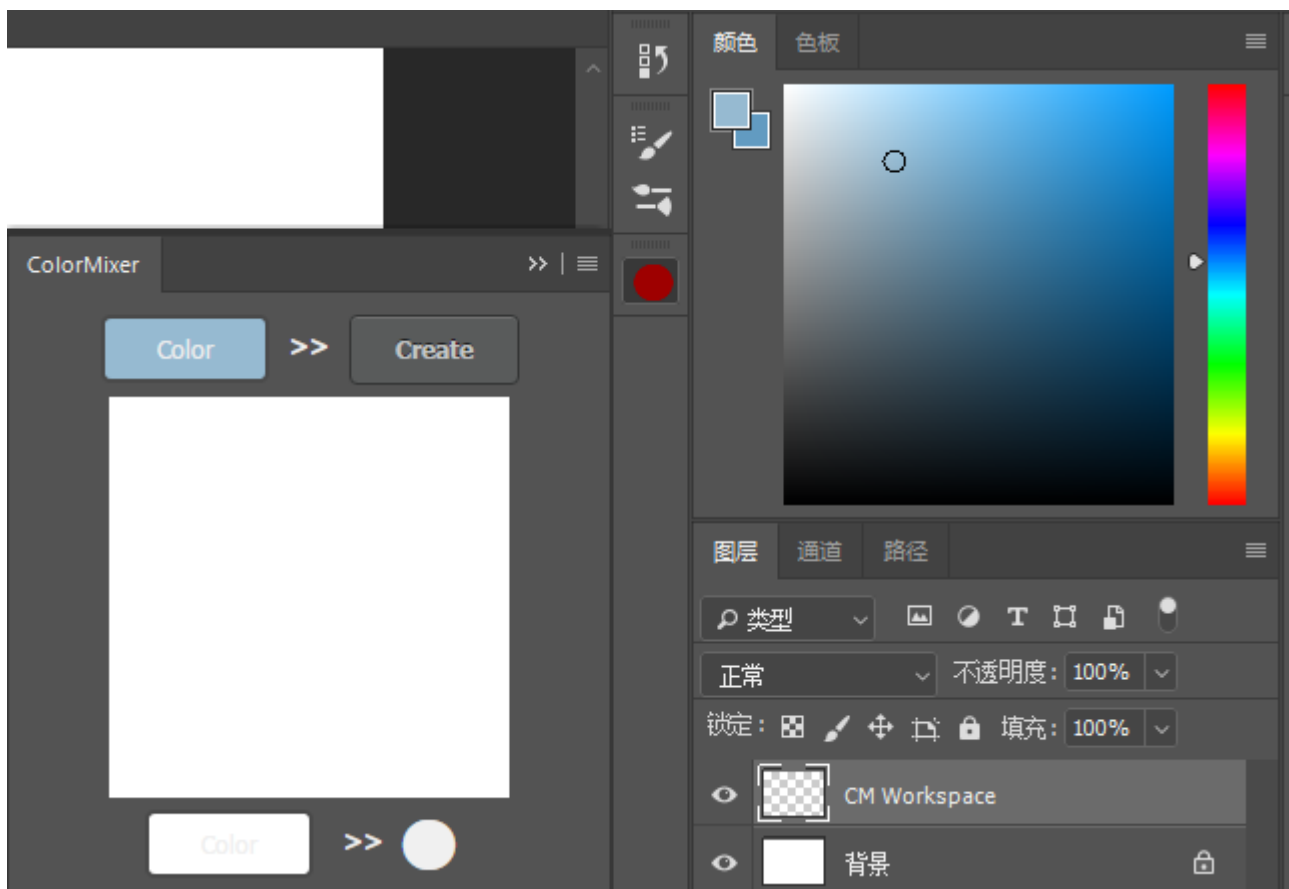 颜色 色板
ColorMixer >> | ≡
Color >> Create
Color >>
图层 通道 路径
类型 T
正常 不透明度: 100%
锁定: 填充: 100%
CM Workspace
背景